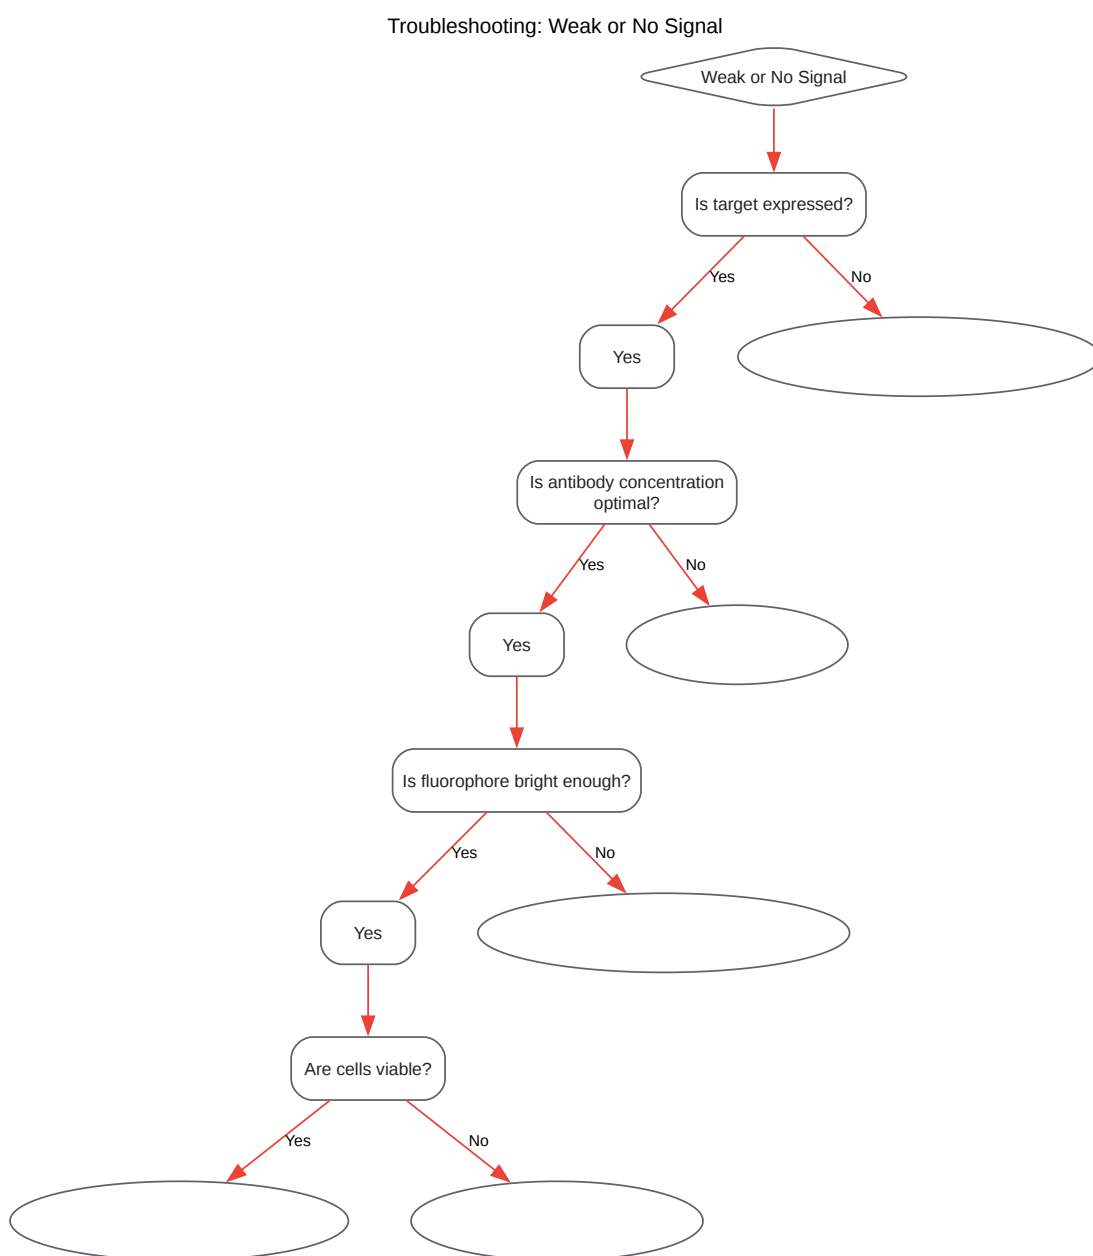 Troubleshooting: Weak or No Signal
Weak or No Signal
Is target expressed?
Yes
No
Yes
Is antibody concentration
optimal?
Yes
No
Yes
Is fluorophore bright enough?
Yes
No
Yes
Are cells viable?
Yes
No